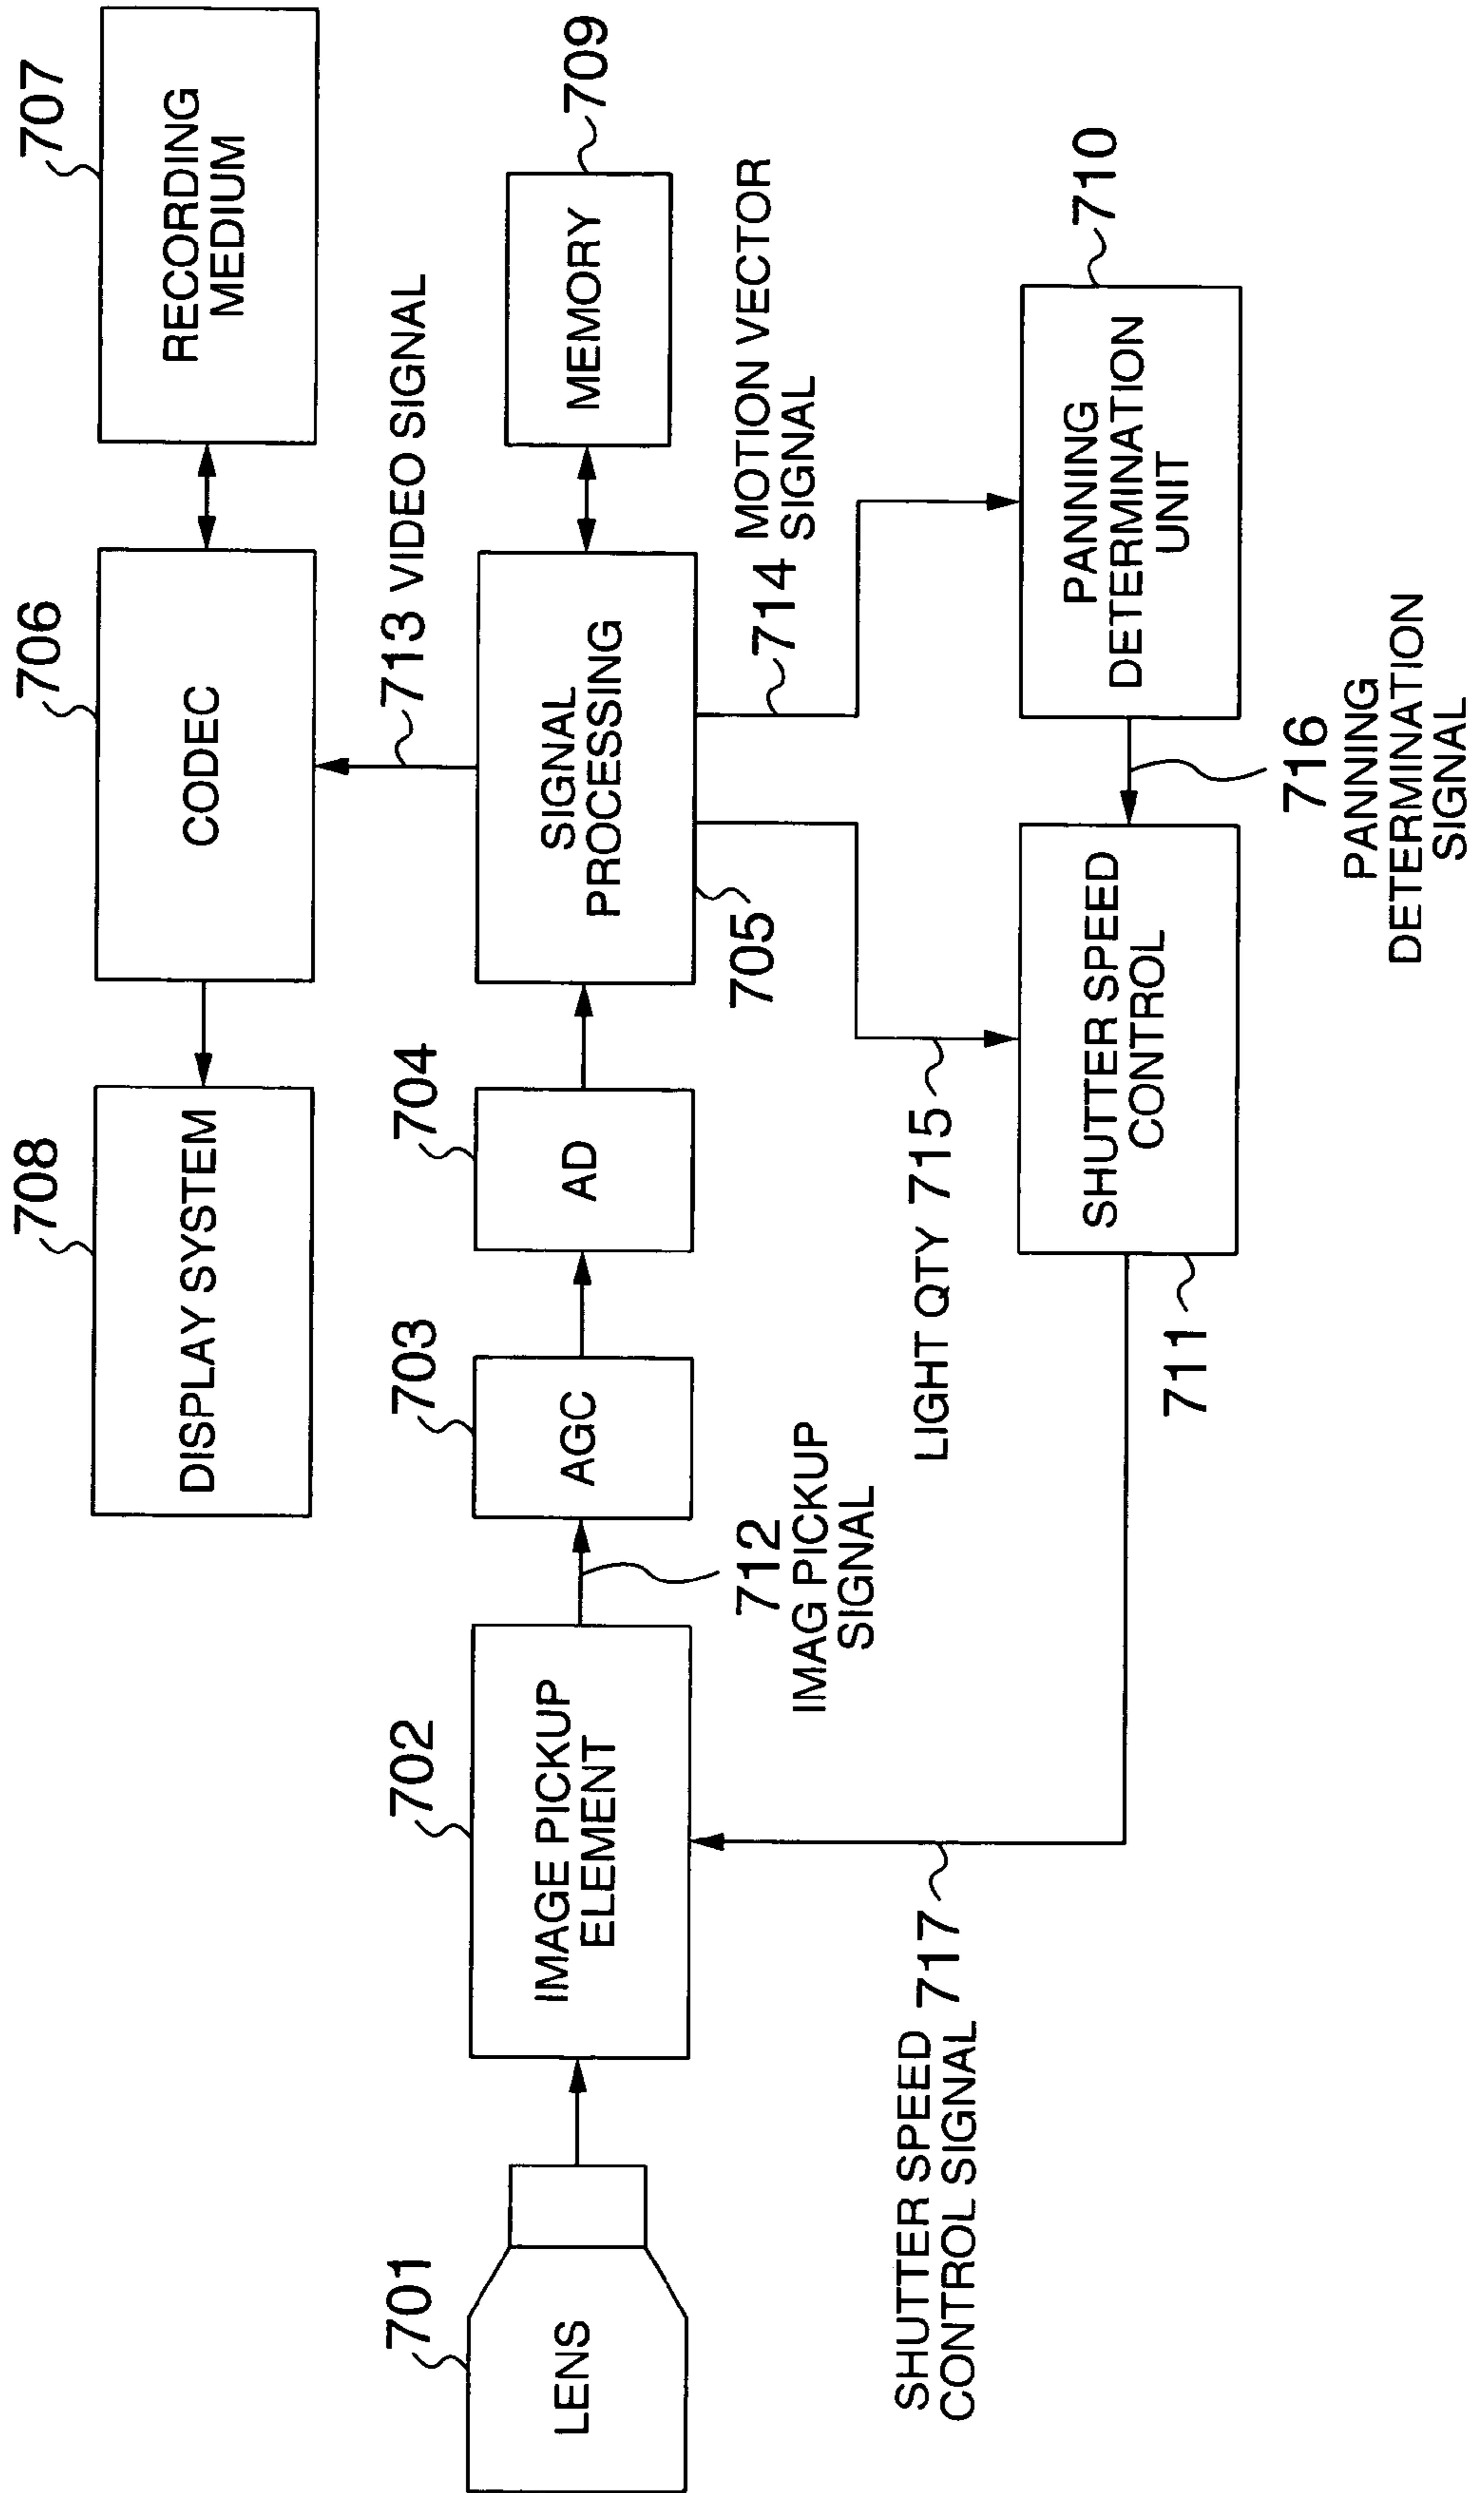 708
DISPLAY SYSTEM
706
CODEC
707
RECORDING
MEDIUM
713 VIDEO SIGNAL
701
LENS
702
IMAGE PICKUP
ELEMENT
703
AGC
704
AD
SIGNAL
PROCESSING
705
MEMORY
709
712
IMAG PICKUP
SIGNAL
714 MOTION VECTOR
SIGNAL
SHUTTER SPEED
CONTROL SIGNAL 717
LIGHT QTY 715
SHUTTER SPEED
CONTROL
711
PANNING
DETERMINATION
UNIT
710
716
PANNING
DETERMINATION
SIGNAL